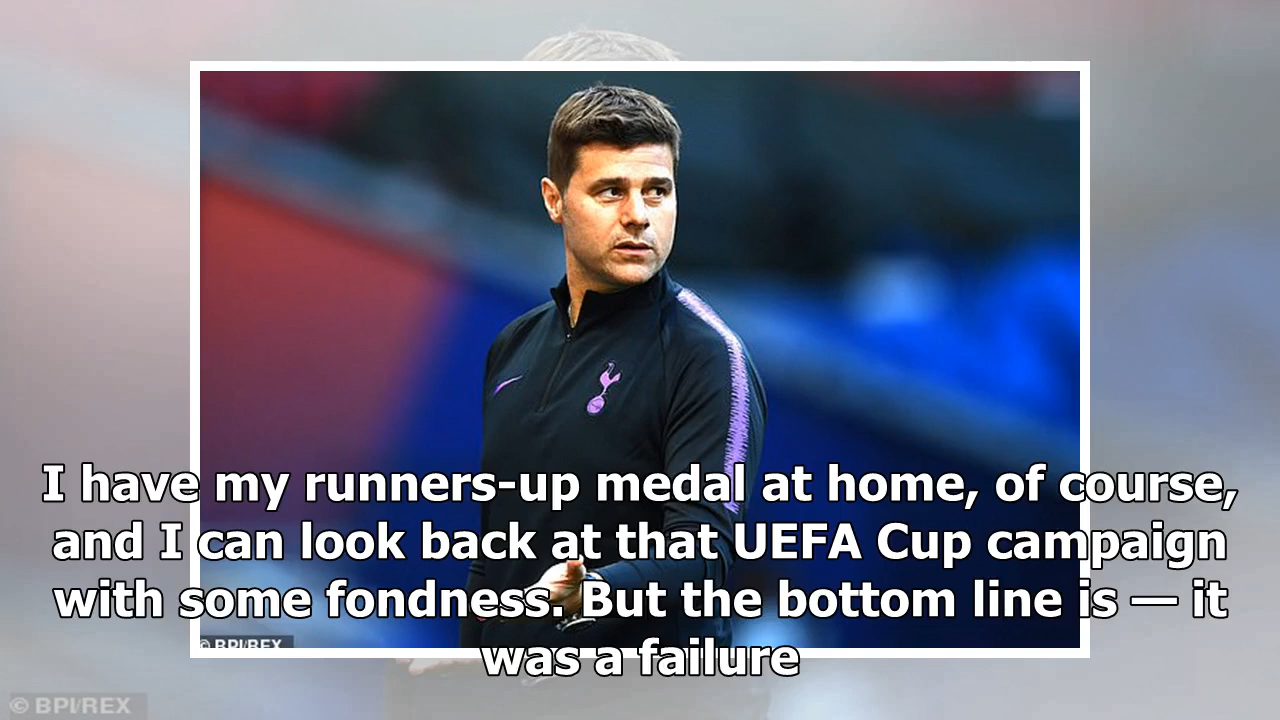 I have my runners-up medal at home, of course,
and I can look back at that UEFA Cup campaign
with some fondness. But the bottom line is — it
was a failure
© BPI/REX
© BPI/REX